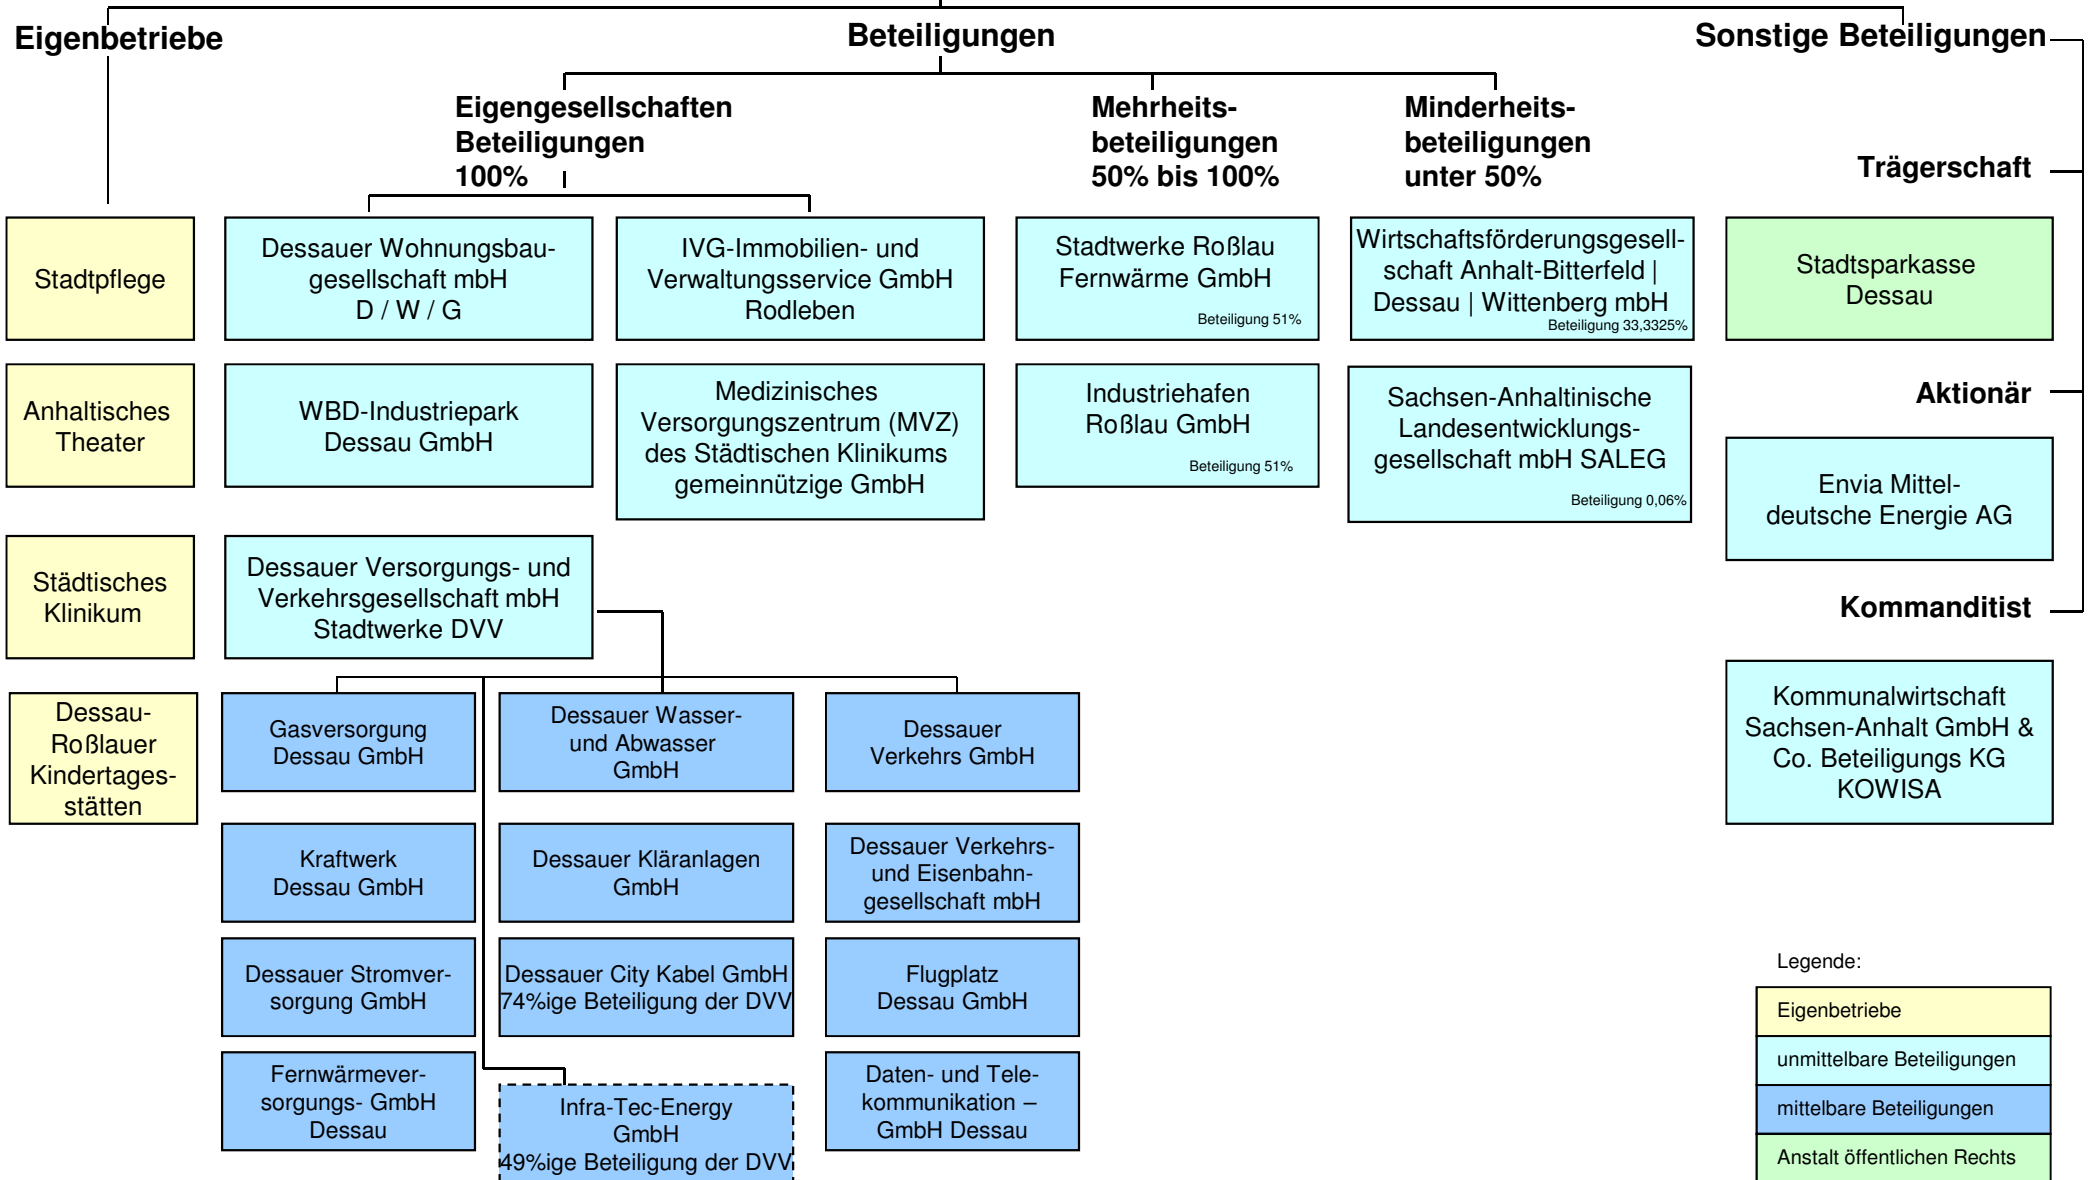 Eigenbetriebe
Beteiligungen
Sonstige Beteiligungen
Eigengesellschaften
Beteiligungen
100%
Mehrheits-
beteiligungen
50% bis 100%
Minderheits-
beteiligungen
unter 50%
Trägerschaft
Stadtpflege
Dessauer Wohnungsbau-
gesellschaft mbH
D / W / G
IVG-Immobilien- und
Verwaltungsservice GmbH
Rodleben
Stadtwerke Roßlau
Fernwärme GmbH
Beteiligung 51%
Wirtschaftsförderungsgesell-
schaft Anhalt-Bitterfeld |
Dessau | Wittenberg mbH
Beteiligung 33,3325%
Stadtsparkasse
Dessau
Anhaltisches
Theater
WBD-Industriepark
Dessau GmbH
Medizinisches
Versorgungszentrum (MVZ)
des Städtischen Klinikums
gemeinnützige GmbH
Industriehafen
Roßlau GmbH
Beteiligung 51%
Sachsen-Anhaltinische
Landesentwicklungs-
gesellschaft mbH SALEG
Beteiligung 0,06%
Aktionär
Envia Mittel-
deutsche Energie AG
Städtisches
Klinikum
Dessauer Versorgungs- und
Verkehrsgesellschaft mbH
Stadtwerke DVV
Kommanditist
Kommunalwirtschaft
Sachsen-Anhalt GmbH &
Co. Beteiligungs KG
KOWISA
Dessau-
Roßlauer
Kindertages-
stätten
Gasversorgung
Dessau GmbH
Dessauer Wasser-
und Abwasser
GmbH
Dessauer
Verkehrs GmbH
Kraftwerk
Dessau GmbH
Dessauer Kläranlagen
GmbH
Dessauer Verkehrs-
und Eisenbahn-
gesellschaft mbH
Dessauer Stromver-
sorgung GmbH
Dessauer City Kabel GmbH
74%ige Beteiligung der DVV
Flugplatz
Dessau GmbH
Fernwärmever-
sorgungs- GmbH
Dessau
Infra-Tec-Energy
GmbH
49%ige Beteiligung der DVV
Daten- und Tele-
kommunikation –
GmbH Dessau
Legende:
Eigenbetriebe
unmittelbare Beteiligungen
mittelbare Beteiligungen
Anstalt öffentlichen Rechts